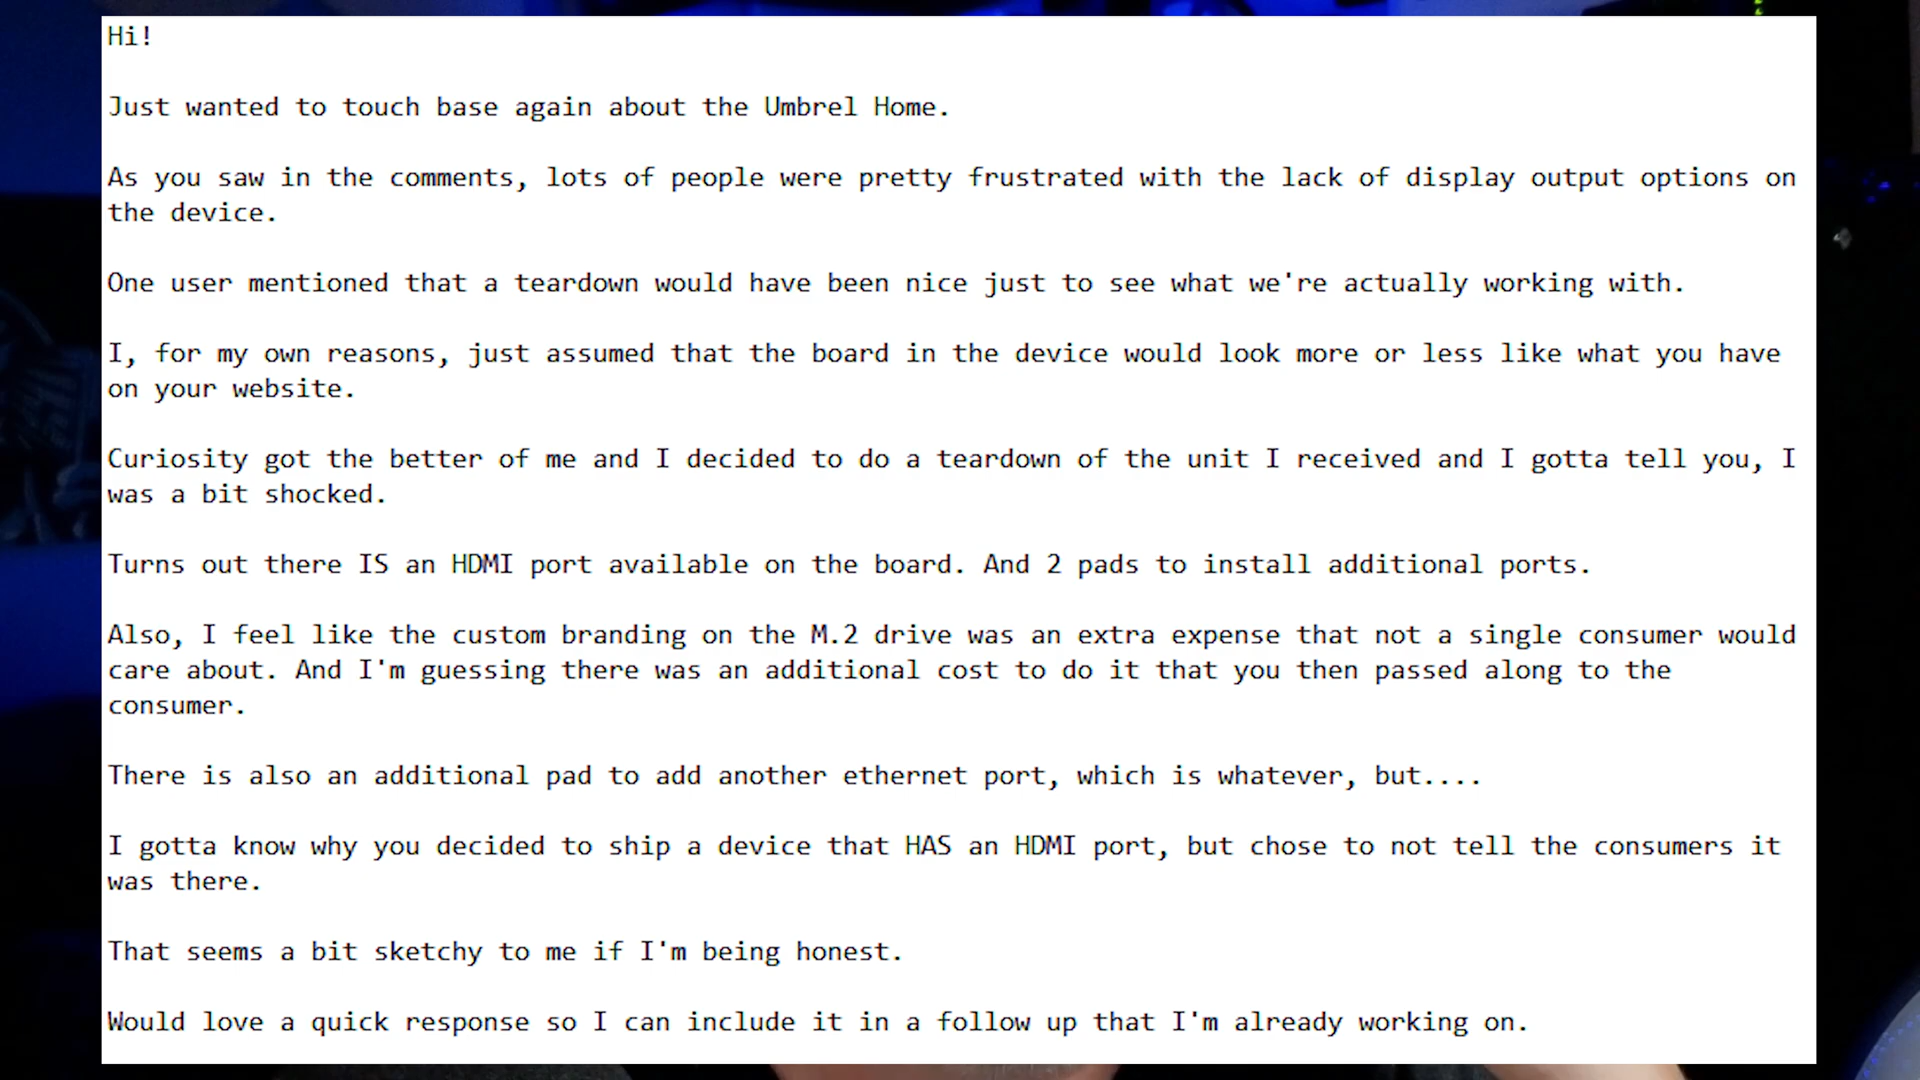 Hi!
Just wanted to touch base again about the Umbrel Home.
As you saw in the comments, lots of people were pretty frustrated with the lack of display output options on
the device.
One user mentioned that a teardown would have been nice just to see what we're actually working with.
I, for my own reasons, just assumed that the board in the device would look more or less like what you have
on your website.
Curiosity got the better of me and I decided to do a teardown of the unit I received and I gotta tell you, I
was a bit shocked.
Turns out there IS an HDMI port available on the board. And 2 pads to install additional ports.
Also, I feel like the custom branding on the M.2 drive was an extra expense that not a single consumer would
care about. And I'm guessing there was an additional cost to do it that you then passed along to the
consumer.
There is also an additional pad to add another ethernet port, which is whatever, but....
I gotta know why you decided to ship a device that HAS an HDMI port, but chose to not tell the consumers it
was there.
That seems a bit sketchy to me if I'm being honest.
Would love a quick response so I can include it in a follow up that I'm already working on.